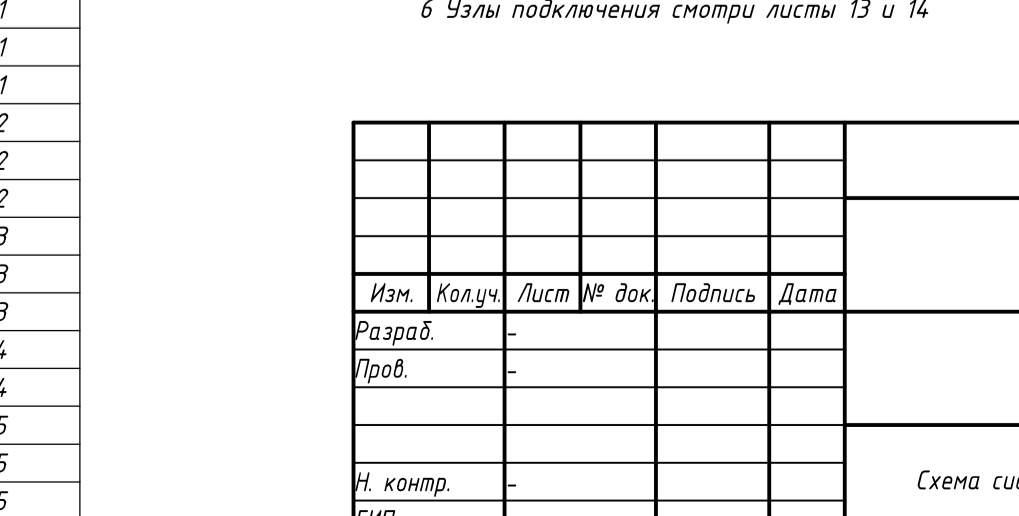 6 Узлы подключения смотри листы 13 и 14
1
1
1
2
2
2
3
3
3
4
4
5
5
5
Изм. Кол.уч. Лист № док. Подпись Дата
Разраб. -
Пров. -
Н. контр. -
ГИП
Схема